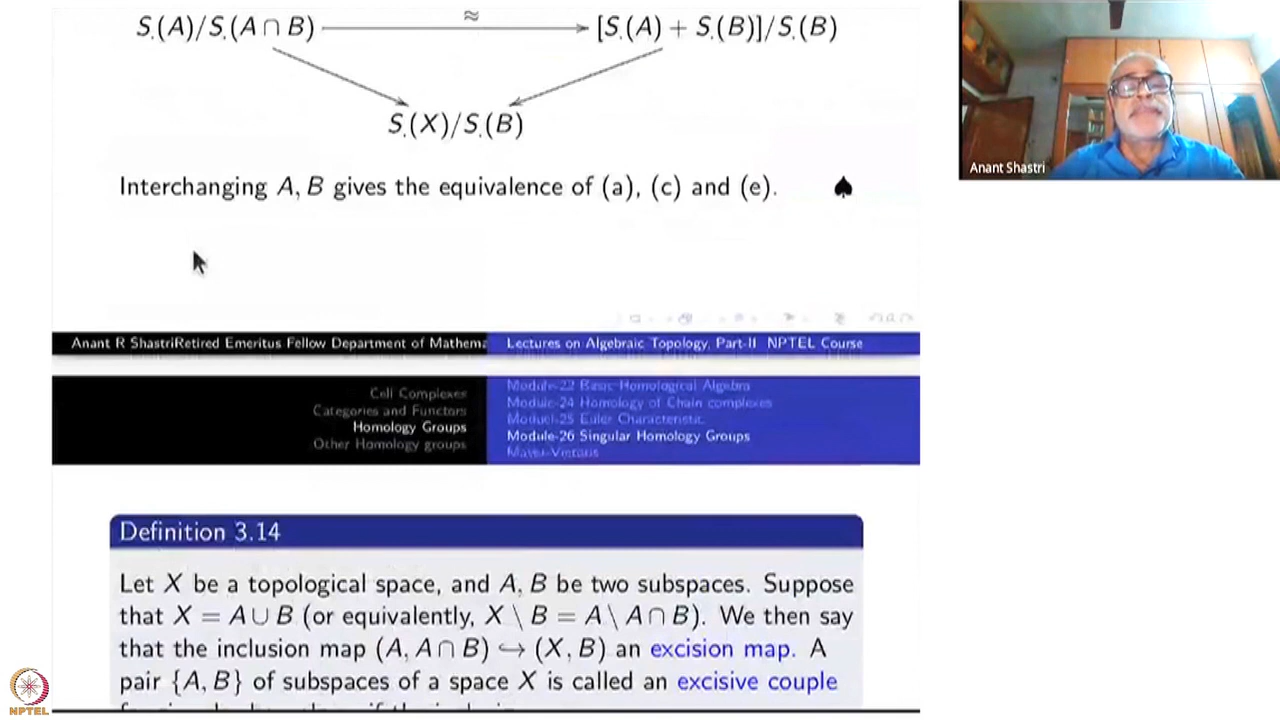 S.(A)/S.(A ∩ B) ≈ [S.(A) + S.(B)]/S.(B)
S.(X)/S.(B)
Interchanging A, B gives the equivalence of (a), (c) and (e). ♠
Anant Shastri
Anant R ShastriRetired Emeritus Fellow Department of Mathema
Lectures on Algebraic Topology, Part-II NPTEL Course
Cell Complexes
Categories and Functors
Homology Groups
Other Homology groups
Module-22 Basic Homological Algebra
Module-24 Homology of Chain complexes
Moduel-25 Euler Characteristic
Module-26 Singular Homology Groups
Mayer-Vietoris
Definition 3.14
Let X be a topological space, and A, B be two subspaces. Suppose
that X = A ∪ B (or equivalently, X \ B = A \ A ∩ B). We then say
that the inclusion map (A, A ∩ B) ↪ (X, B) an excision map. A
pair {A, B} of subspaces of a space X is called an excisive couple
NPTEL